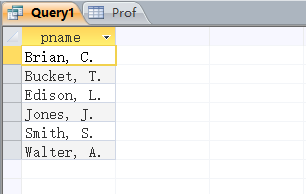 Query1 Prof
pname
Brian, C.
Bucket, T.
Edison, L.
Jones, J.
Smith, S.
Walter, A.